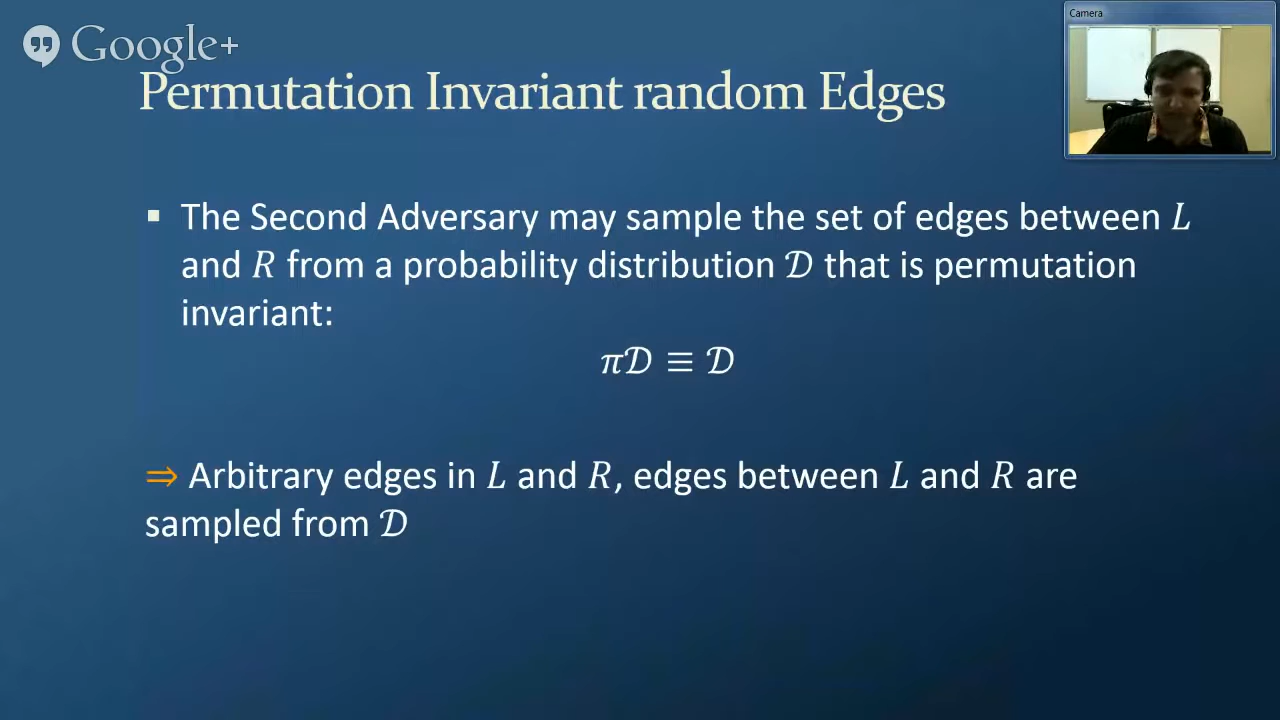 Google+
Camera
Permutation Invariant random Edges
▪ The Second Adversary may sample the set of edges between L
and R from a probability distribution 𝒟 that is permutation
invariant:
π𝒟 ≡ 𝒟
⇒ Arbitrary edges in L and R, edges between L and R are
sampled from 𝒟